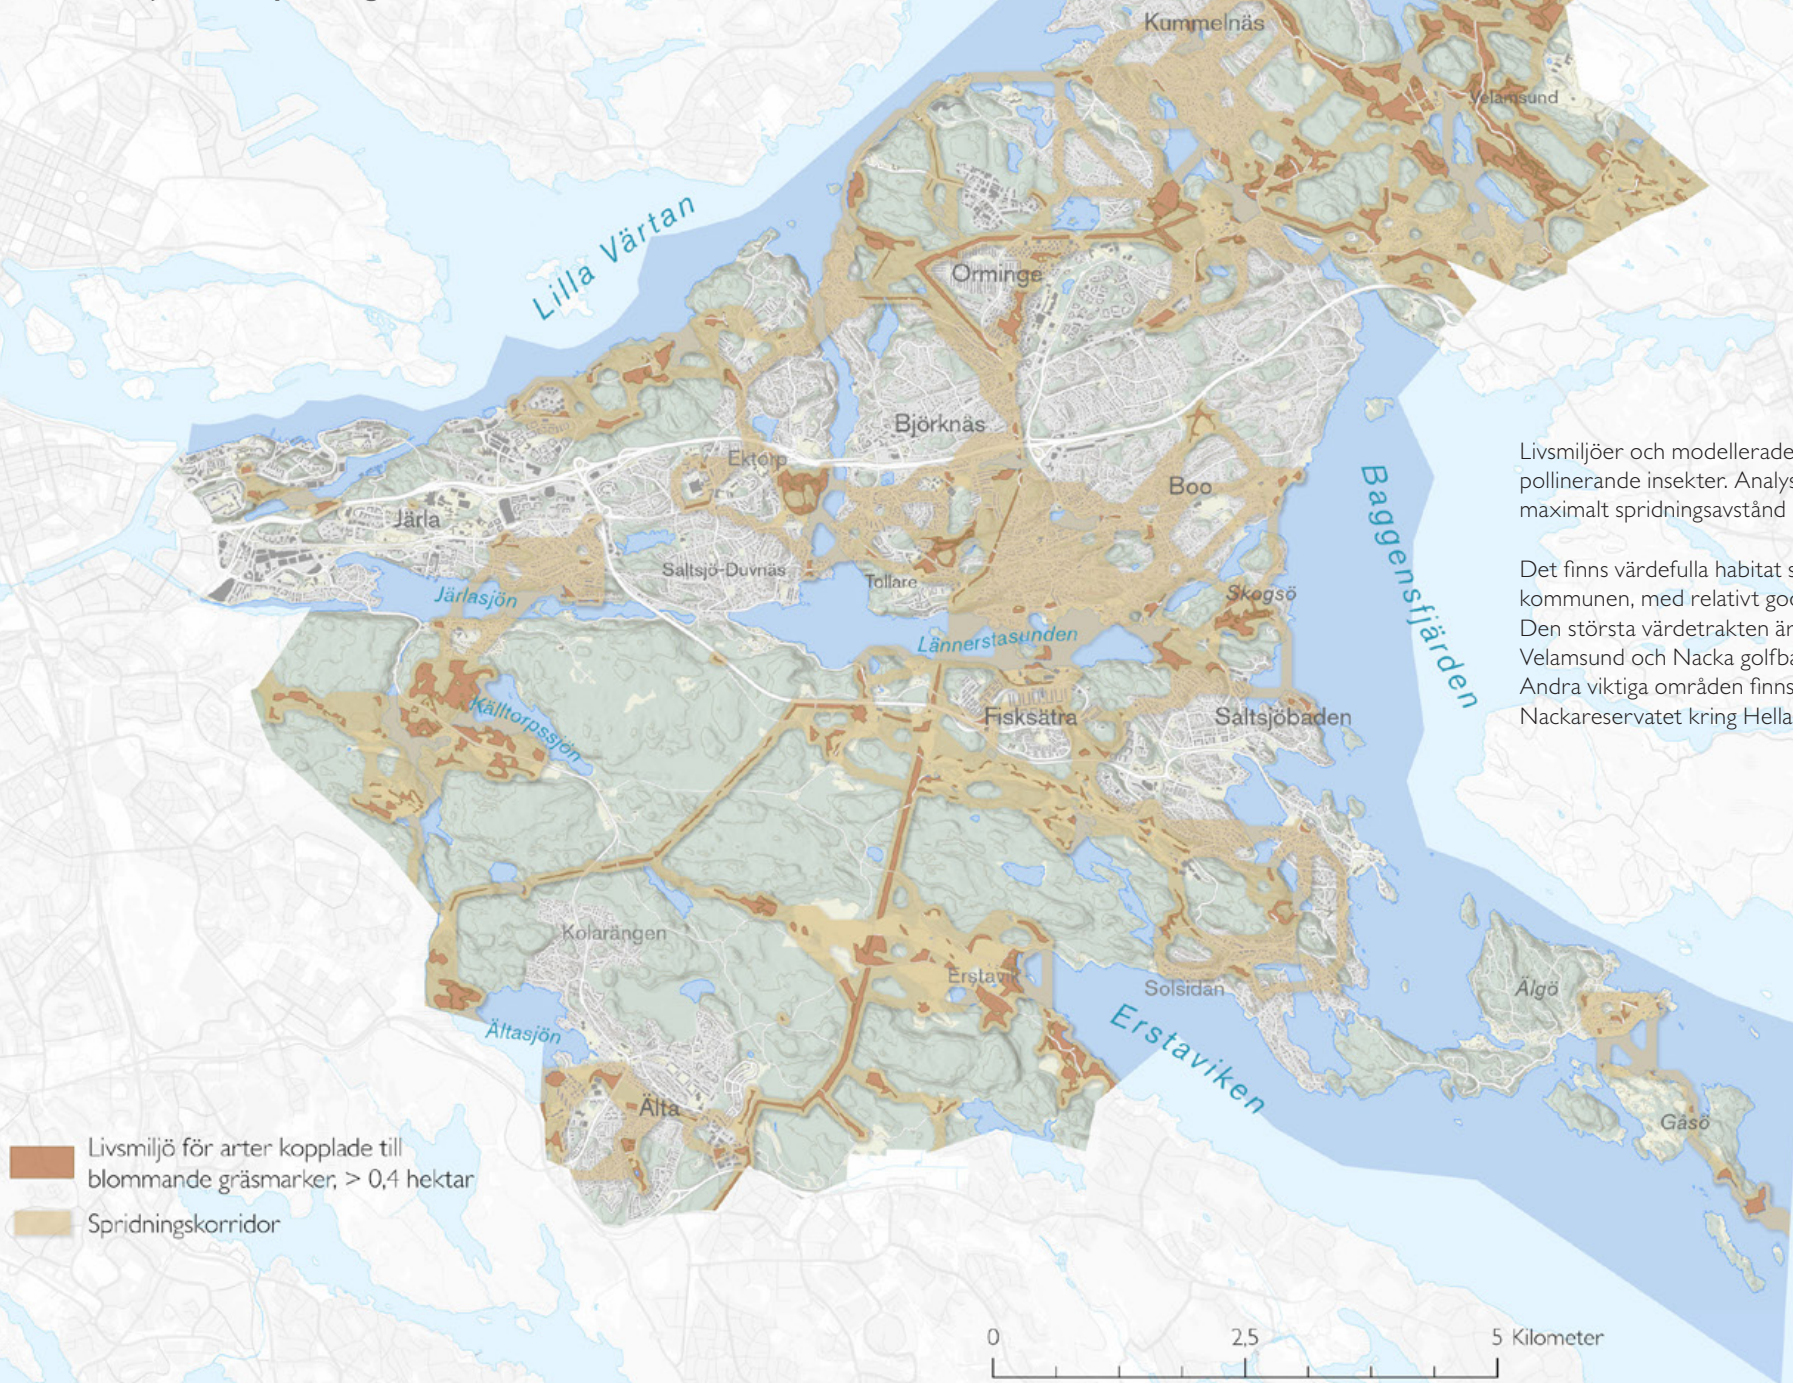 Kummelnäs
Velamsund
Lilla Värtan
Orminge
Björknäs
Ektorp
Boo
Järla
Saltsjö-Duvnäs
Tollare
Järlasjön
Skogsö
Lännerstasunden
Baggensfjärden
Källtorpssjön
Fisksätra
Saltsjöbaden
Kolarängen
Erstavik
Solsidan
Älgö
Ältasjön
Erstaviken
Älta
Gåsö
Livsmiljöer och modellerade
pollinerande insekter. Analys
maximalt spridningsavstånd
Det finns värdefulla habitat s
kommunen, med relativt goc
Den största värdetrakten är
Velamsund och Nacka golfba
Andra viktiga områden finns
Nackareservatet kring Hella
Livsmiljö för arter kopplade till
blommande gräsmarker, > 0,4 hektar
Spridningskorridor
0 2,5 5 Kilometer